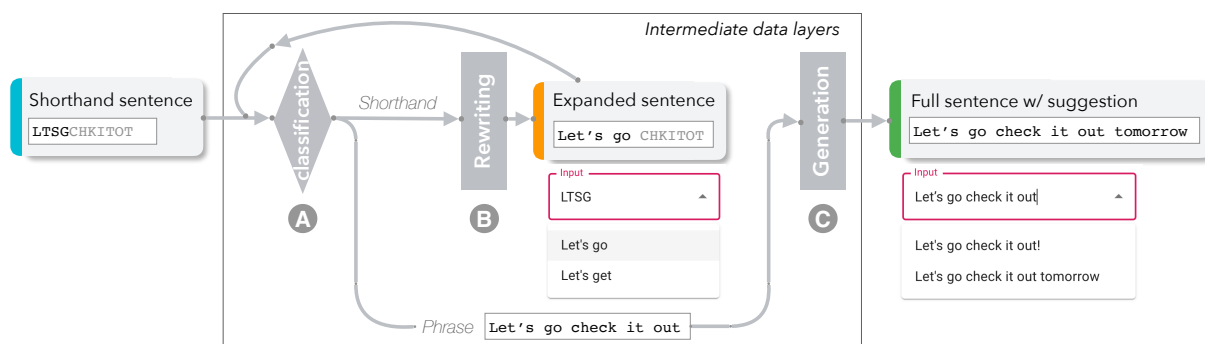 Intermediate data layers
Shorthand sentence
LTSGCHKITOT
classification
A
Shorthand
Rewriting
B
Expanded sentence
Let's go CHKITOT
Input
LTSG
Let's go
Let's get
Phrase
Let's go check it out
Generation
C
Full sentence w/ suggestion
Let's go check it out tomorrow
Input
Let's go check it out
Let's go check it out!
Let's go check it out tomorrow